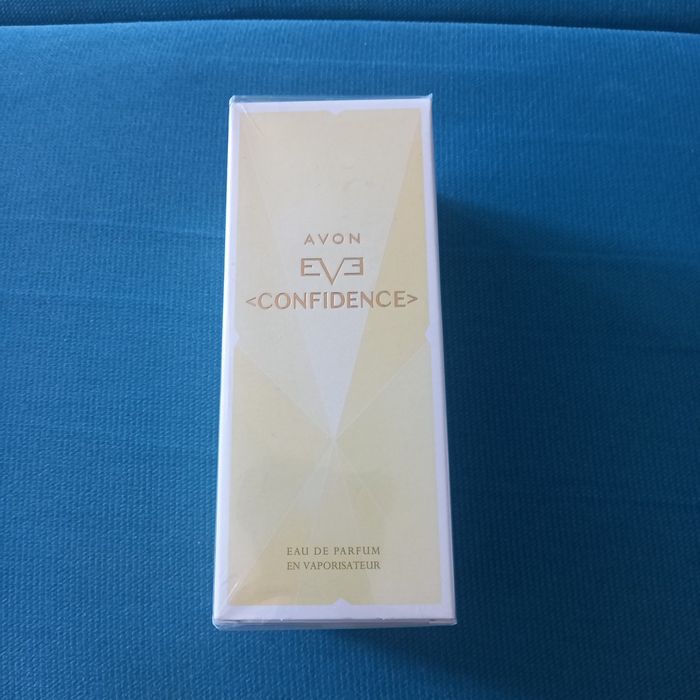 AVON
EVE
<CONFIDENCE>
EAU DE PARFUM
EN VAPORISATEUR